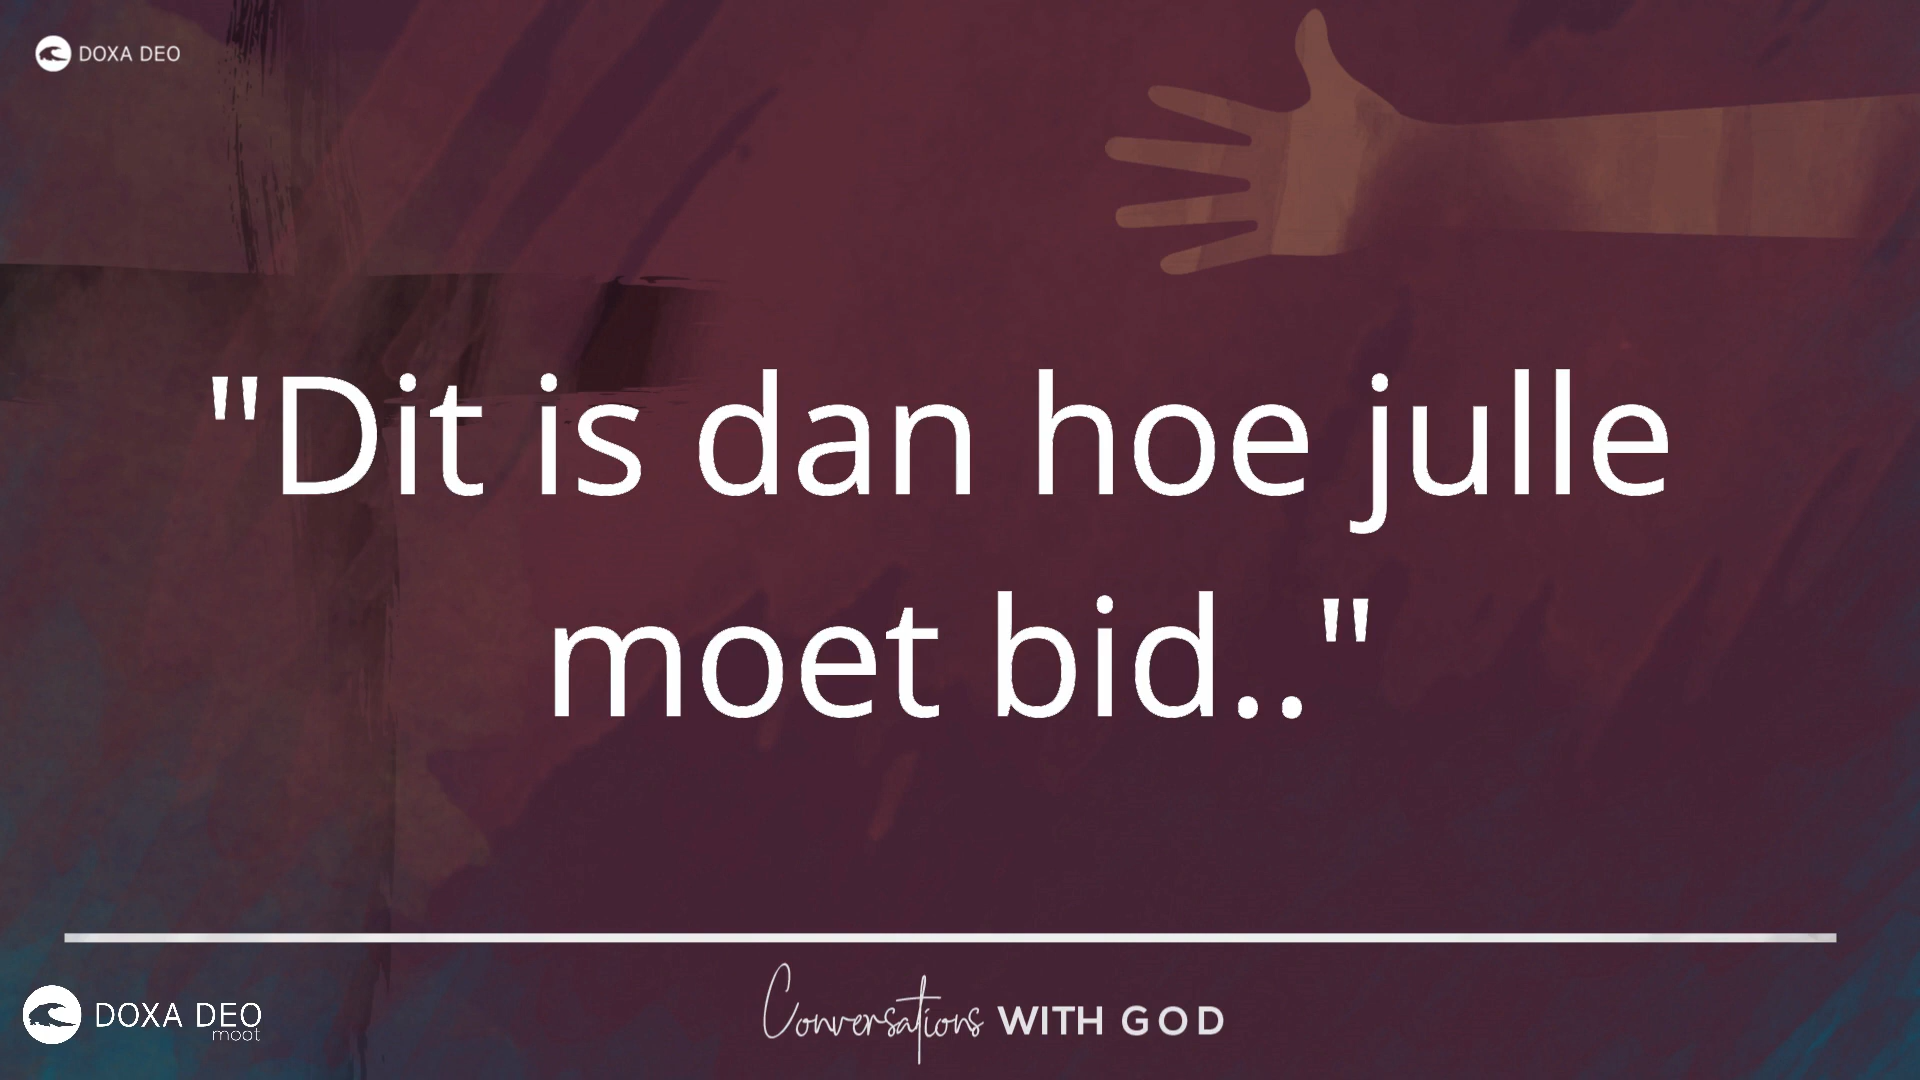 DOXA DEO
"Dit is dan hoe julle
moet bid.."
DOXA DEO
moot
Conversations WITH GOD